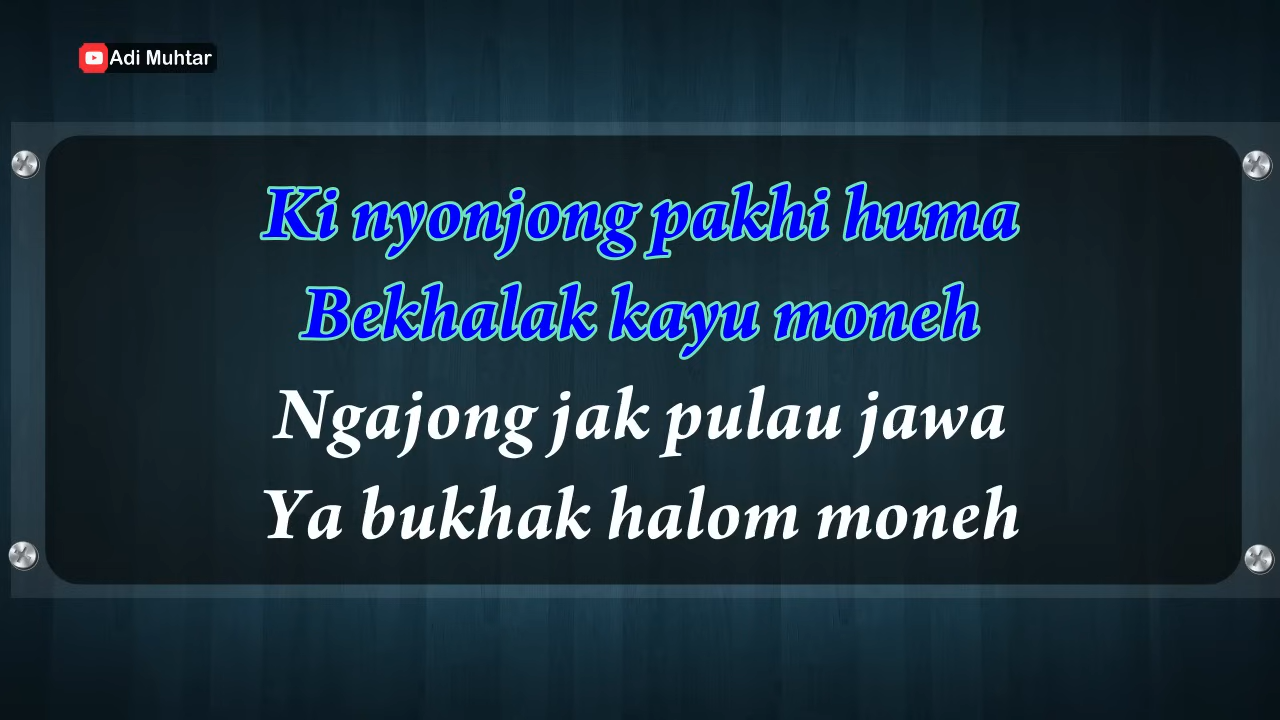 Adi Muhtar
Ki nyonjong pakhi huma
Bekhalak kayu moneh
Ngajong jak pulau jawa
Ya bukhak halom moneh